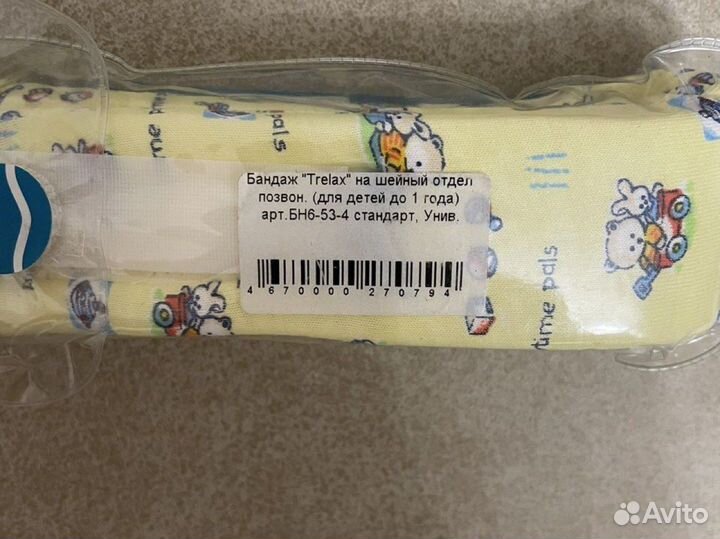 Бандаж "Trelax" на шейный отдел
позвон. (для детей до 1 года)
арт.БН6-53-4 стандарт, Унив.
4 670000 270794
time pals
pals
time
Avito